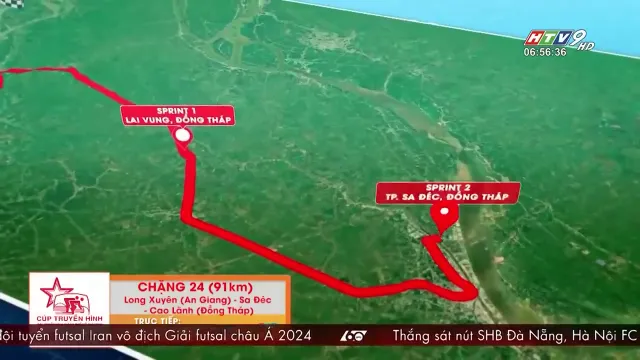 HTV9 HD
06:56:36
SPRINT 1
LAI VUNG, ĐỒNG THÁP
SPRINT 2
TP. SA ĐÉC, ĐỒNG THÁP
CÚP TRUYỀN HÌNH
CHẶNG 24 (91km)
Long Xuyên (An Giang) - Sa Đéc
- Cao Lãnh (Đồng Tháp)
TRỰC TIẾP:
đội tuyển futsal Iran vô địch Giải futsal châu Á 2024
60
Thắng sát nút SHB Đà Nẵng, Hà Nội FC